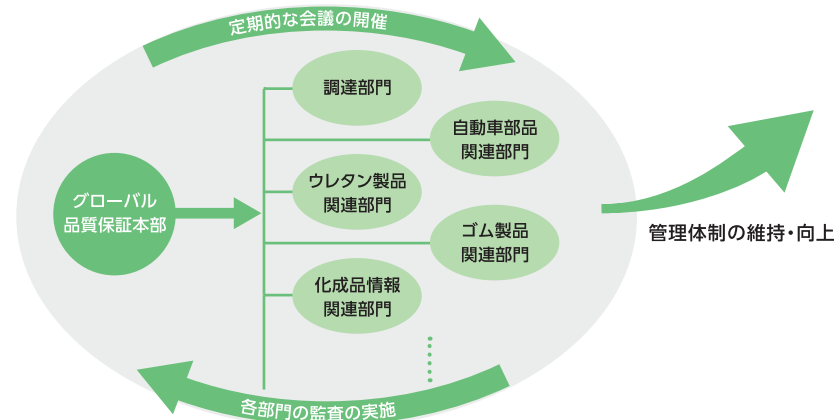 定期的な会議の開催
調達部門
自動車部品
関連部門
グローバル
品質保証本部
ウレタン製品
関連部門
ゴム製品
関連部門
化成品情報
関連部門
管理体制の維持・向上
各部門の監査の実施